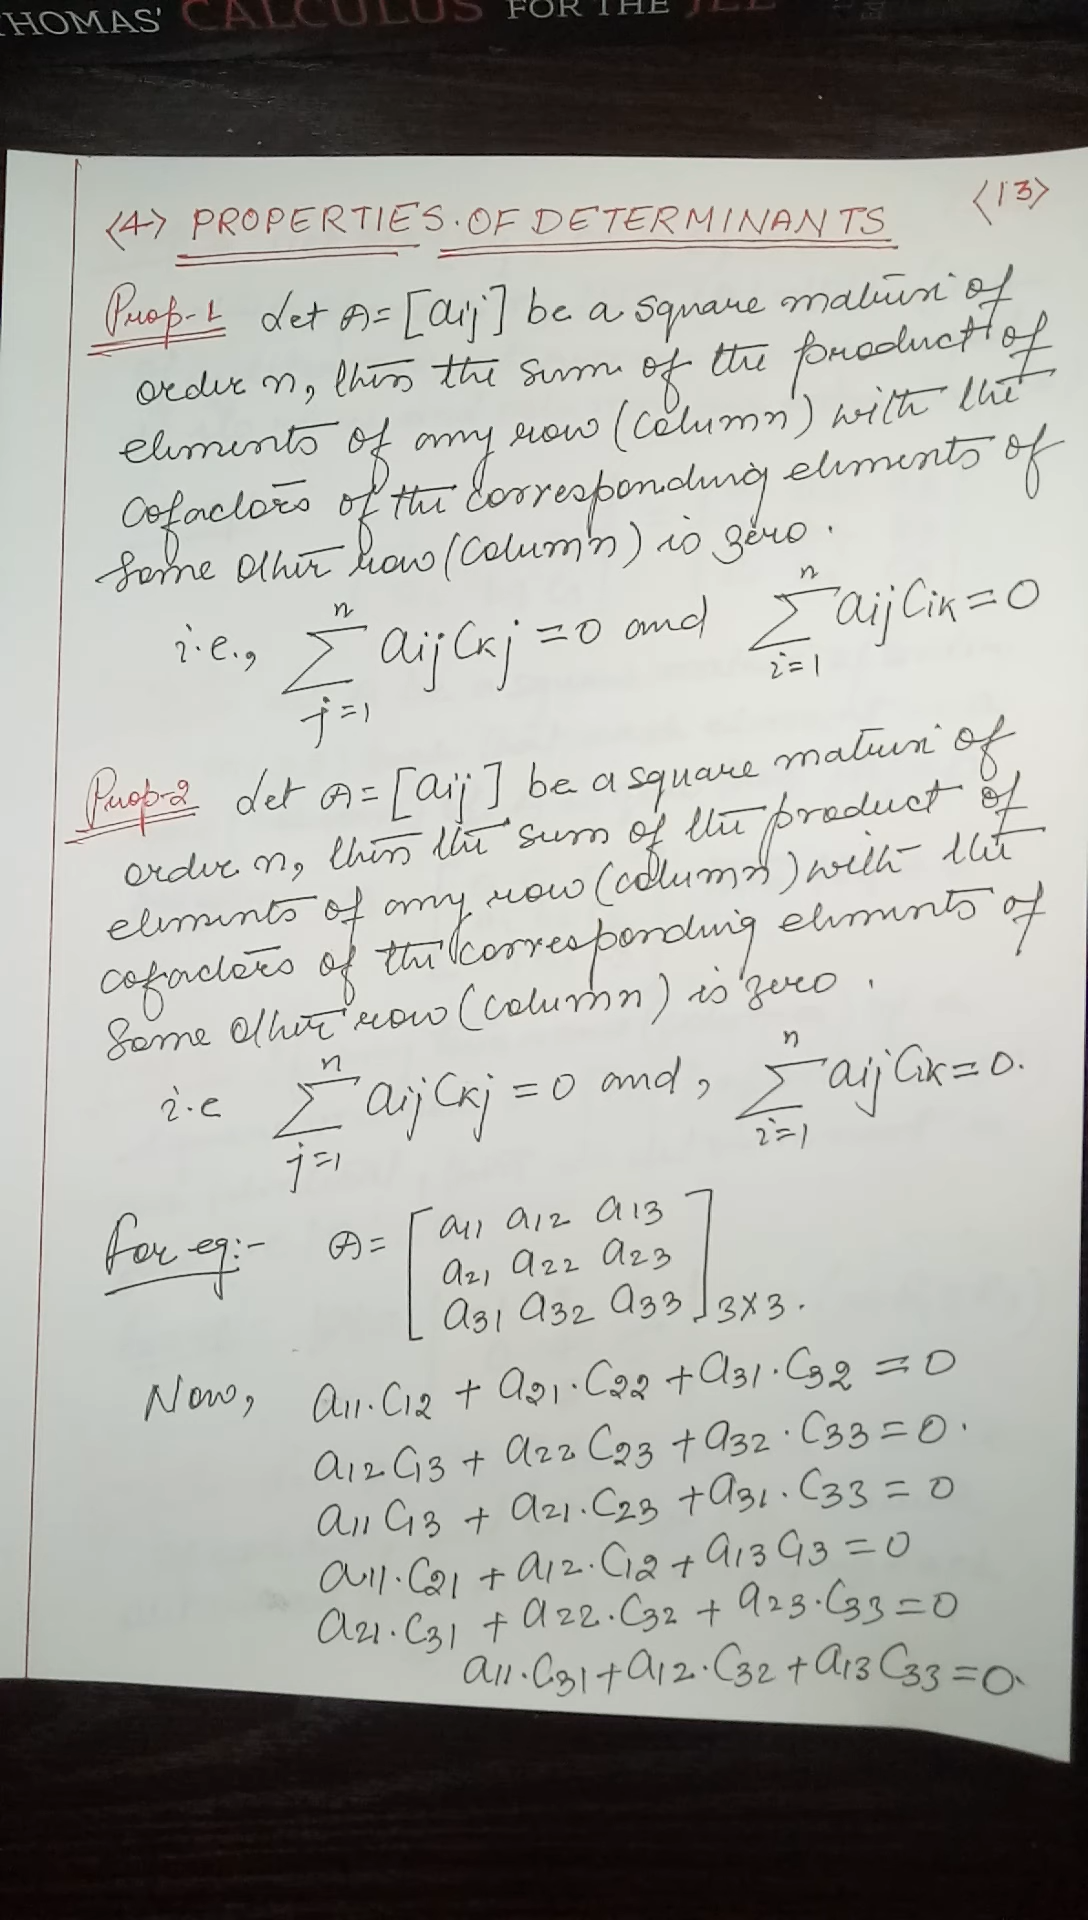 THOMAS' CALCULUS FOR THE JEE
<4> PROPERTIES OF DETERMINANTS <13>
Prop-1 Let A = [aij] be a square matrix of
order n, then the sum of the product of
elements of any row (column) with the
cofactors of the corresponding elements of
some other row (column) is zero.
i.e., n∑j=1 aij Ckj = 0 and n∑i=1 aij Cik = 0
Prop-2 Let A = [aij] be a square matrix of
order n, then the sum of the product of
elements of any row (column) with the
cofactors of the corresponding elements of
some other row (column) is zero.
i.e n∑j=1 aij Ckj = 0 and, n∑i=1 aij Cik = 0.
For eg:- A = [ a11 a12 a13
a21 a22 a23
a31 a32 a33 ]3×3.
Now, a11.C12 + a21.C22 + a31.C32 = 0
a12 C13 + a22 C23 + a32.C33 = 0.
a11 C13 + a21.C23 + a31.C33 = 0
a11.C21 + a12.C12 + a13 C13 = 0
a21.C31 + a22.C32 + a23.C33 = 0
a11.C31 + a12.C32 + a13 C33 = 0.